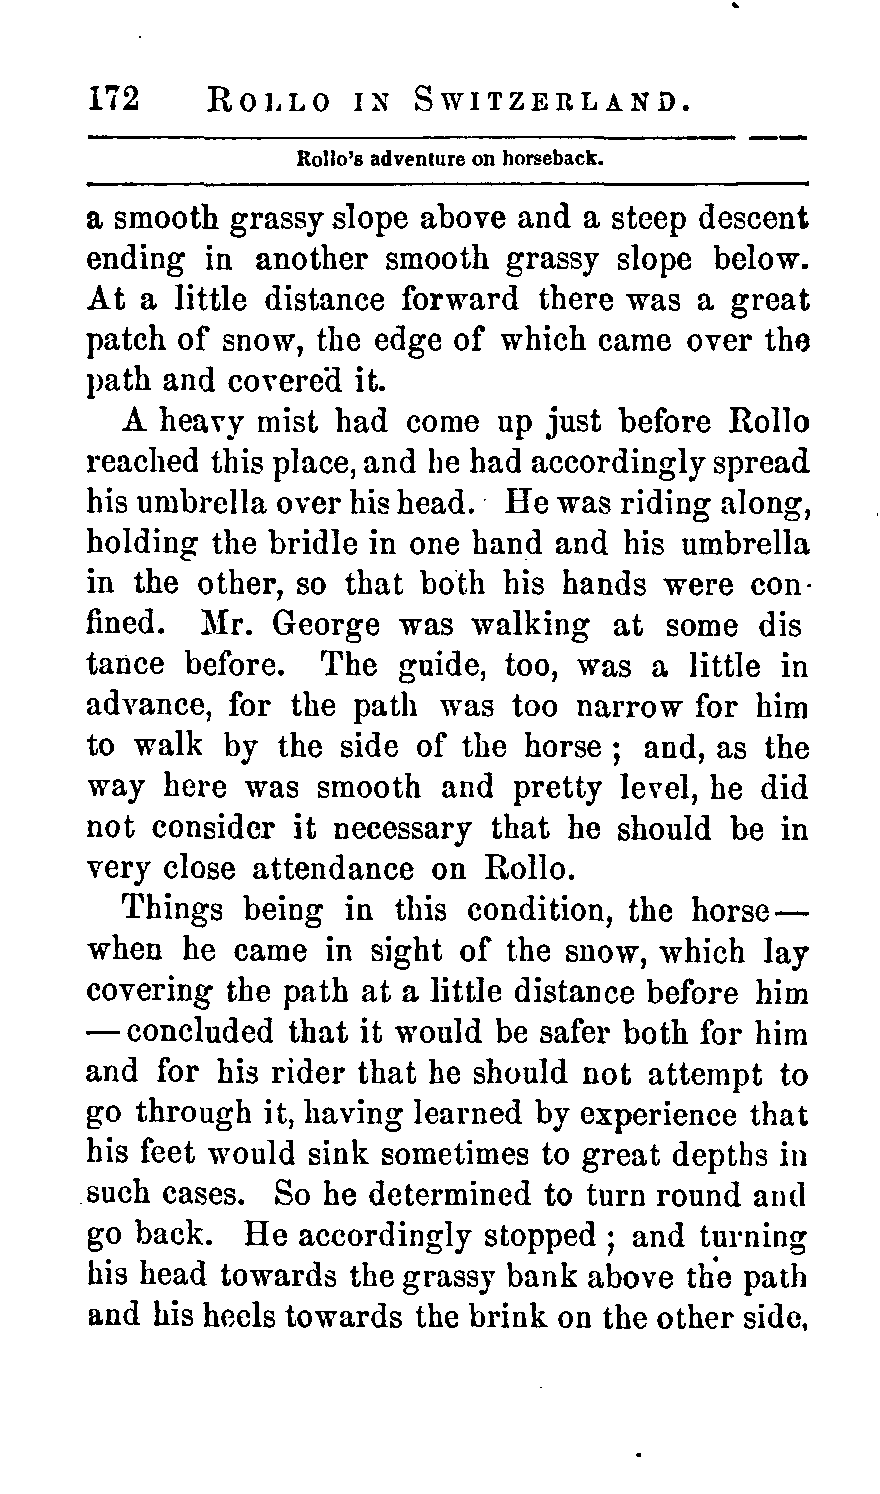 172 ROLLO IN SWITZERLAND.
Rollo's adventure on horseback.
a smooth grassy slope above and a steep descent
ending in another smooth grassy slope below.
At a little distance forward there was a great
patch of snow, the edge of which came over the
path and covered it.
A heavy mist had come up just before Rollo
reached this place, and he had accordingly spread
his umbrella over his head. He was riding along,
holding the bridle in one hand and his umbrella
in the other, so that both his hands were con-
fined. Mr. George was walking at some dis
tance before. The guide, too, was a little in
advance, for the path was too narrow for him
to walk by the side of the horse ; and, as the
way here was smooth and pretty level, he did
not consider it necessary that he should be in
very close attendance on Rollo.
Things being in this condition, the horse—
when he came in sight of the snow, which lay
covering the path at a little distance before him
— concluded that it would be safer both for him
and for his rider that he should not attempt to
go through it, having learned by experience that
his feet would sink sometimes to great depths in
such cases. So he determined to turn round and
go back. He accordingly stopped ; and turning
his head towards the grassy bank above the path
and his heels towards the brink on the other side,